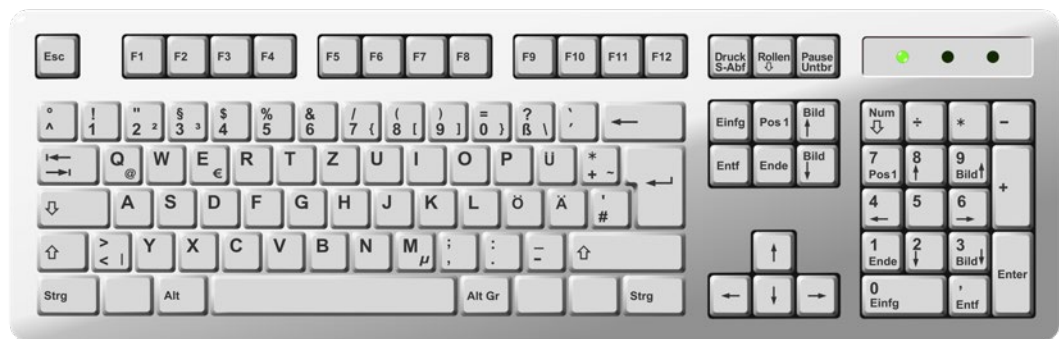 Esc F1 F2 F3 F4 F5 F6 F7 F8 F9 F10 F11 F12 Druck S-Abf Rollen ⇩ Pause Untbr
° ^ ! 1 " 2 ² § 3 ³ $ 4 % 5 & 6 / 7 { ( 8 [ ) 9 ] = 0 } ? ß \ ` ´ ← Einfg Pos 1 Bild ↑ Num ⇩ ÷ * -
Q @ W E € R T Z U I O P Ü * + ~ ↵ Entf Ende Bild ↓ 7 Pos1 8 ↑ 9 Bild↑ +
⇩ A S D F G H J K L Ö Ä ' # 4 ← 5 6 →
⇧ > < | Y X C V B N M µ ; , : . _ - ⇧ ↑ 1 Ende 2 ↓ 3 Bild↓ Enter
Strg Alt Alt Gr Strg ← ↓ → 0 Einfg , Entf